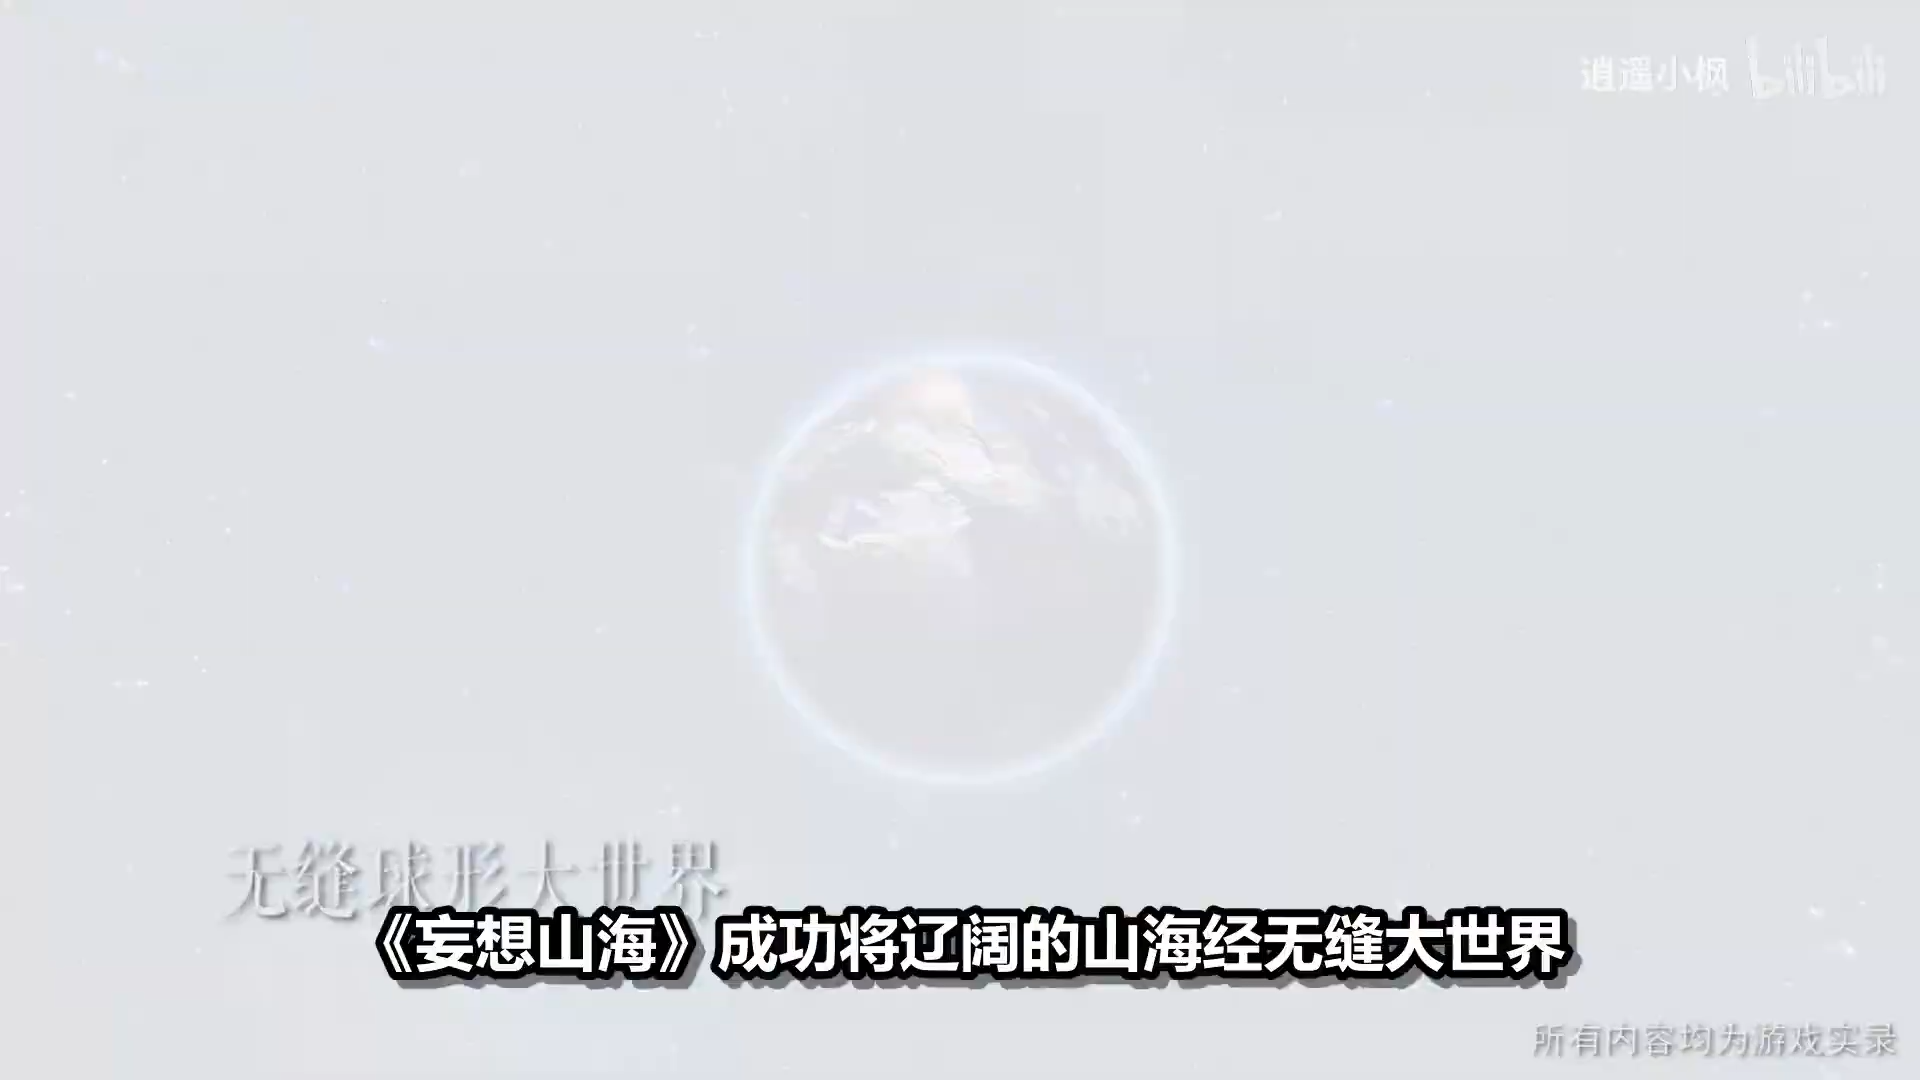 逍遥小枫 bilibili
无缝球形大世界
《妄想山海》成功将辽阔的山海经无缝大世界
所有内容均为游戏实录